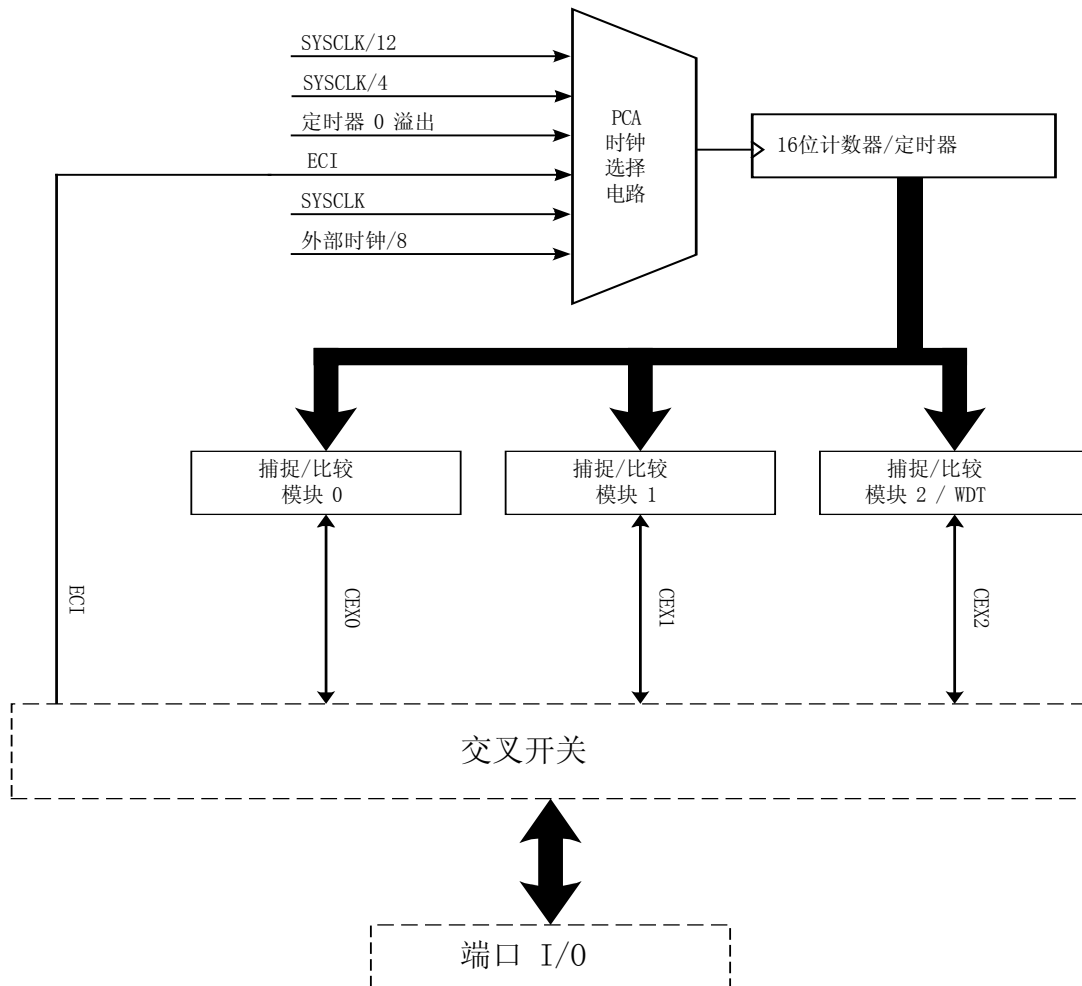 SYSCLK/12
SYSCLK/4
定时器 0 溢出
ECI
SYSCLK
外部时钟/8
PCA
时钟
选择
电路
16位计数器/定时器
捕捉/比较
模块 0
捕捉/比较
模块 1
捕捉/比较
模块 2 / WDT
ECI
CEX0
CEX1
CEX2
交叉开关
端口 I/O